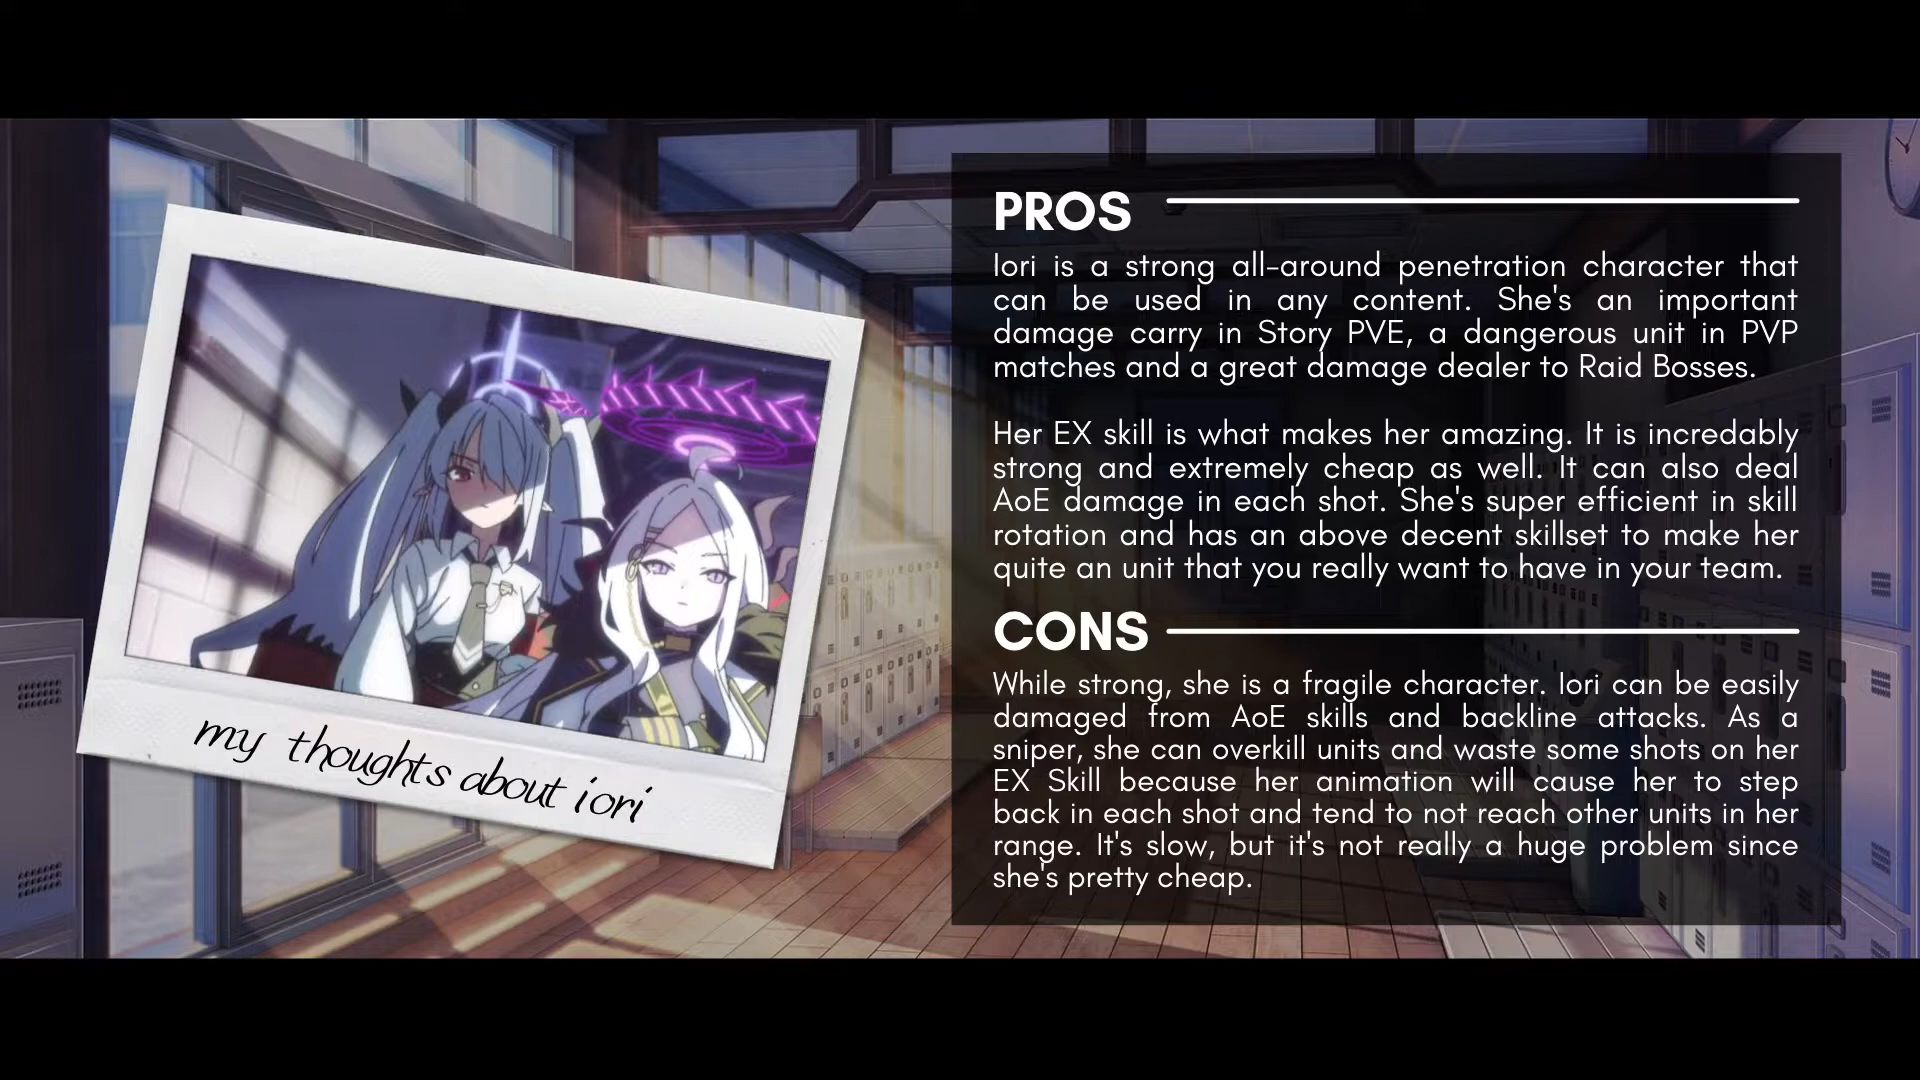 PROS
Iori is a strong all-around penetration character that
can be used in any content. She's an important
damage carry in Story PVE, a dangerous unit in PVP
matches and a great damage dealer to Raid Bosses.
Her EX skill is what makes her amazing. It is incredably
strong and extremely cheap as well. It can also deal
AoE damage in each shot. She's super efficient in skill
rotation and has an above decent skillset to make her
quite an unit that you really want to have in your team.
CONS
While strong, she is a fragile character. Iori can be easily
damaged from AoE skills and backline attacks. As a
sniper, she can overkill units and waste some shots on her
EX Skill because her animation will cause her to step
back in each shot and tend to not reach other units in her
range. It's slow, but it's not really a huge problem since
she's pretty cheap.
my thoughts about iori